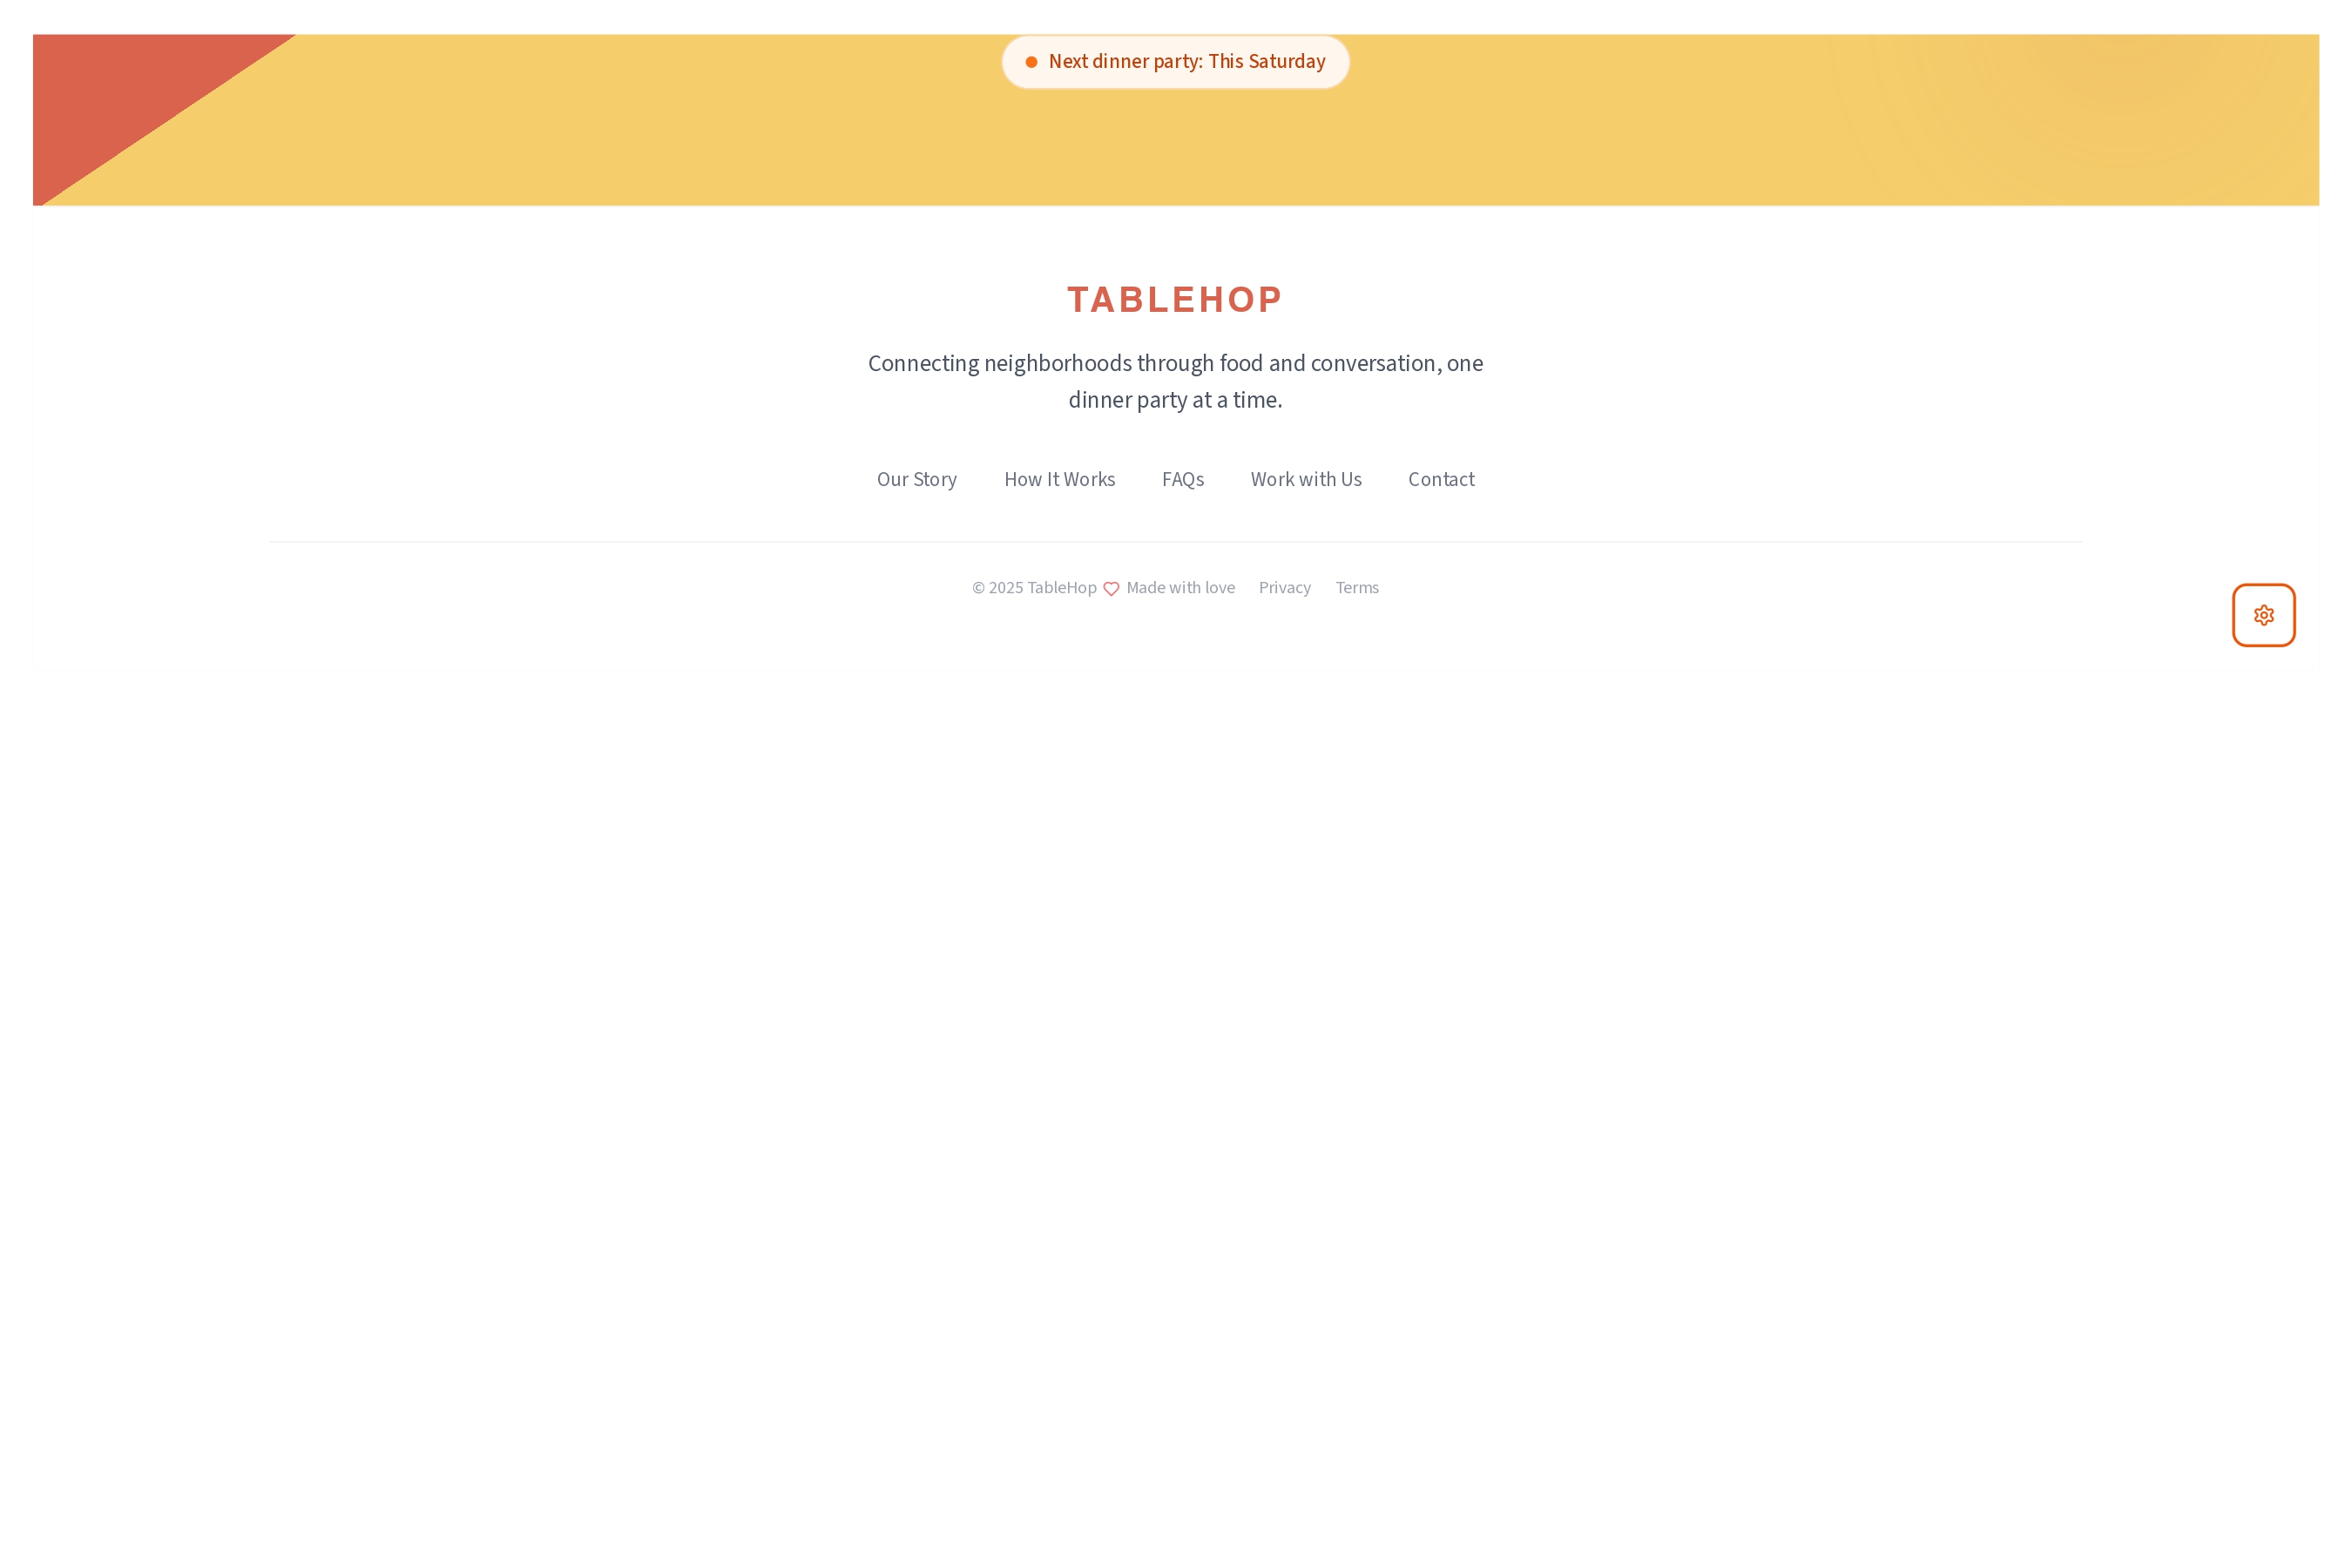 Next dinner party: This Saturday
TABLEHOP
Connecting neighborhoods through food and conversation, one
dinner party at a time.
Our Story How It Works FAQs Work with Us Contact
© 2025 TableHop Made with love Privacy Terms